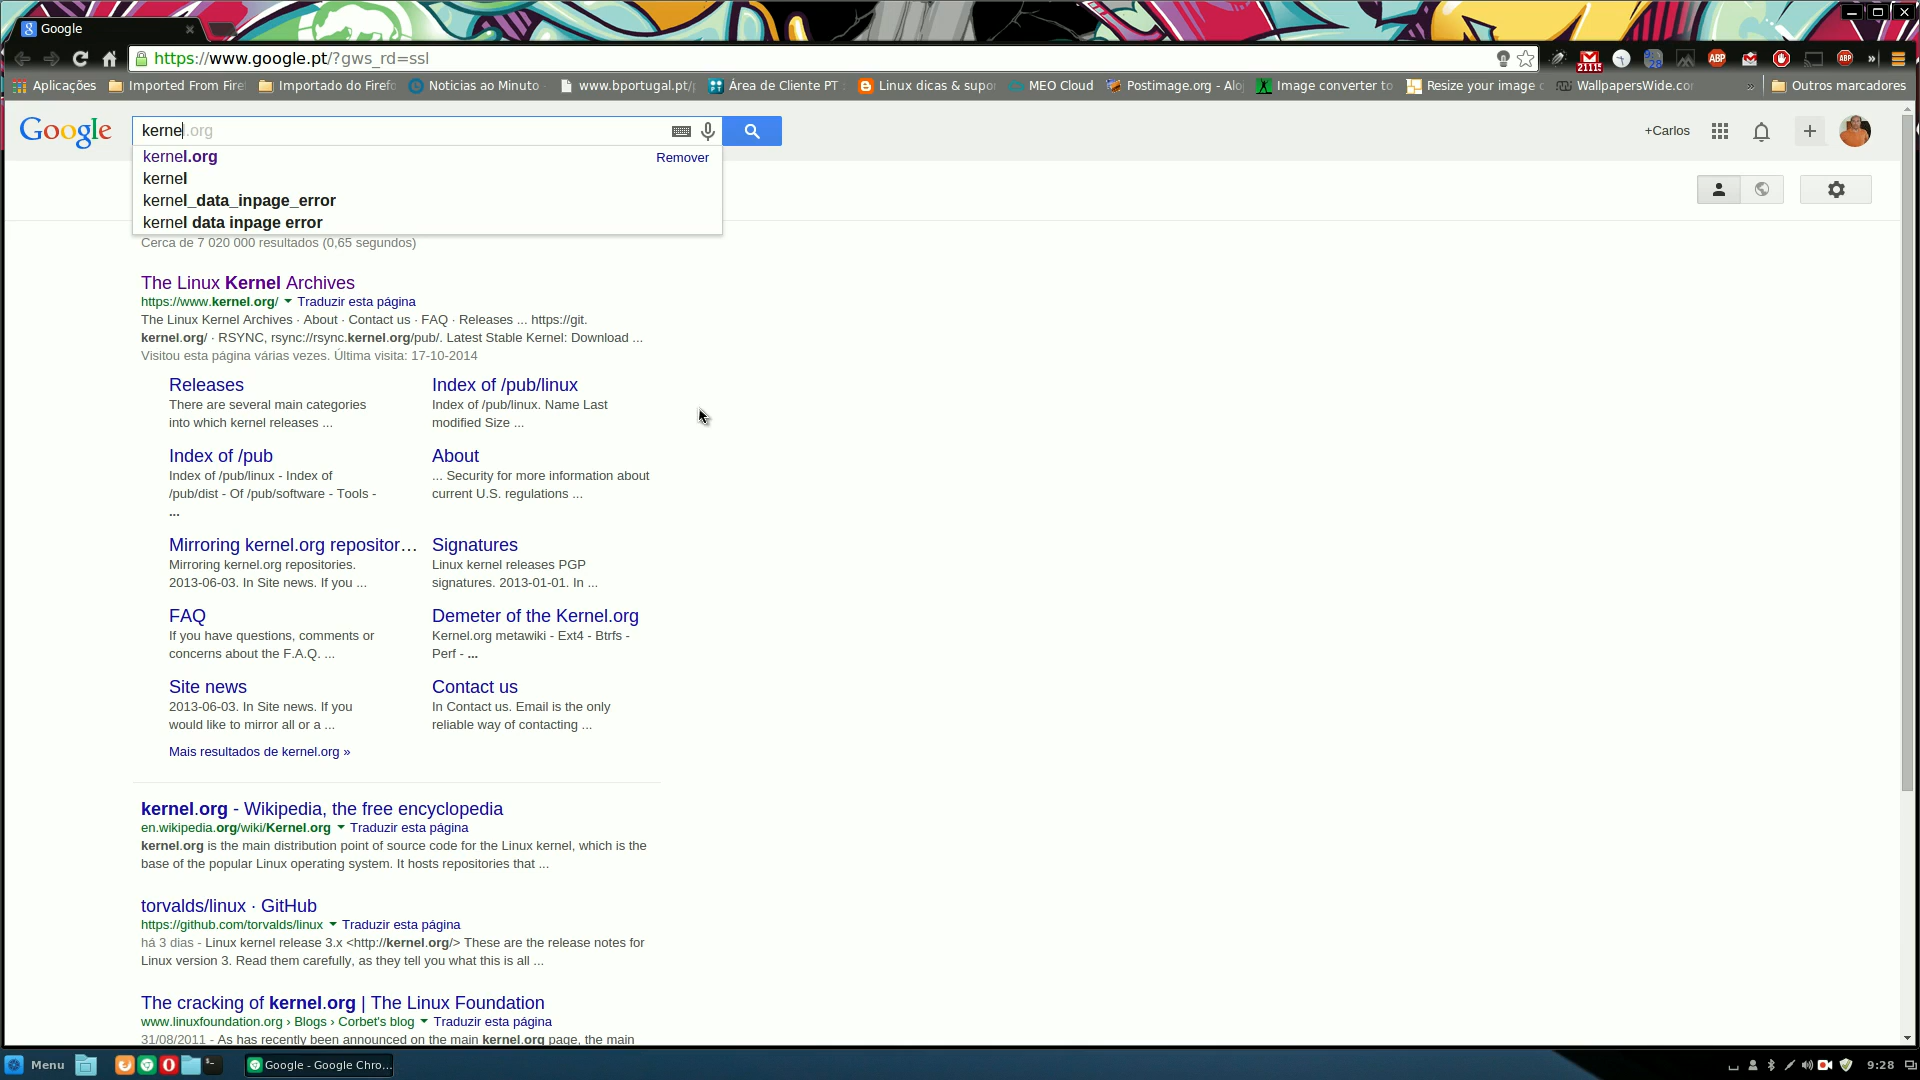 Google
https://www.google.pt/?gws_rd=ssl
21115
9:28
ABP
ABP
Aplicações
Imported From Fire
Importado do Firefo
Noticias ao Minuto
www.bportugal.pt/
Área de Cliente PT
Linux dicas & supo
MEO Cloud
Postimage.org - Alo
Image converter to
Resize your image o
WallpapersWide.co
»
Outros marcadores
Google
kernel.org
+Carlos
kernel.org
Remover
kernel
kernel_data_inpage_error
kernel data inpage error
Cerca de 7 020 000 resultados (0,65 segundos)
The Linux Kernel Archives
https://www.kernel.org/ Traduzir esta página
The Linux Kernel Archives · About · Contact us · FAQ · Releases ... https://git.
kernel.org/ · RSYNC, rsync://rsync.kernel.org/pub/. Latest Stable Kernel: Download ...
Visitou esta página várias vezes. Última visita: 17-10-2014
Releases
There are several main categories
into which kernel releases ...
Index of /pub/linux
Index of /pub/linux. Name Last
modified Size ...
Index of /pub
Index of /pub/linux - Index of
/pub/dist - Of /pub/software - Tools -
...
About
... Security for more information about
current U.S. regulations ...
Mirroring kernel.org repositor...
Mirroring kernel.org repositories.
2013-06-03. In Site news. If you ...
Signatures
Linux kernel releases PGP
signatures. 2013-01-01. In ...
FAQ
If you have questions, comments or
concerns about the F.A.Q. ...
Demeter of the Kernel.org
Kernel.org metawiki - Ext4 - Btrfs -
Perf - ...
Site news
2013-06-03. In Site news. If you
would like to mirror all or a ...
Contact us
In Contact us. Email is the only
reliable way of contacting ...
Mais resultados de kernel.org »
kernel.org - Wikipedia, the free encyclopedia
en.wikipedia.org/wiki/Kernel.org Traduzir esta página
kernel.org is the main distribution point of source code for the Linux kernel, which is the
base of the popular Linux operating system. It hosts repositories that ...
torvalds/linux · GitHub
https://github.com/torvalds/linux Traduzir esta página
há 3 dias - Linux kernel release 3.x <http://kernel.org/> These are the release notes for
Linux version 3. Read them carefully, as they tell you what this is all ...
The cracking of kernel.org | The Linux Foundation
www.linuxfoundation.org › Blogs › Corbet's blog Traduzir esta página
31/08/2011 - As has recently been announced on the main kernel.org page, the main
Menu
Google - Google Chro...
9:28